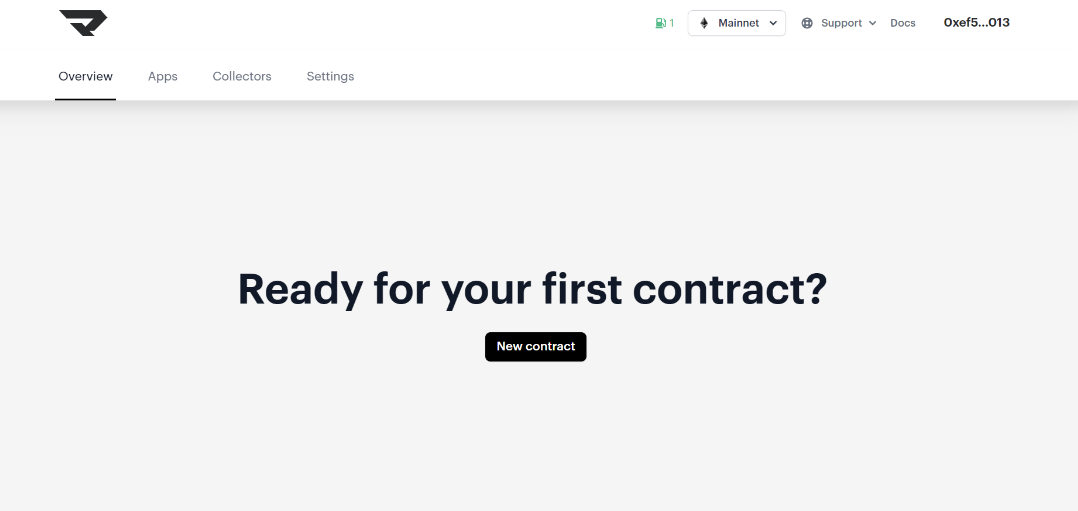 1 Mainnet Support Docs 0xef5...013
Overview Apps Collectors Settings
Ready for your first contract?
New contract